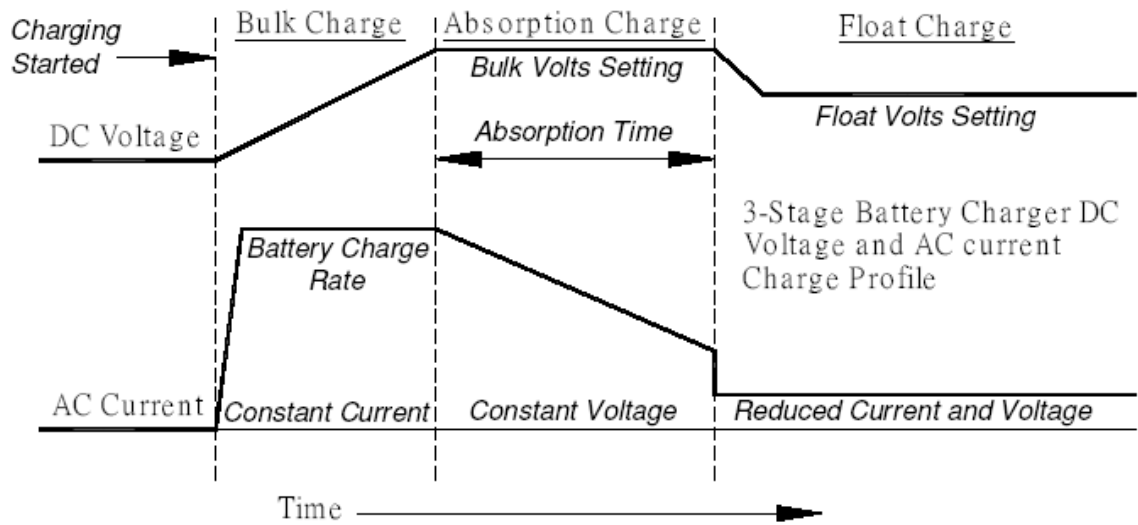 Charging
Started
Bulk Charge
Absorption Charge
Float Charge
Bulk Volts Setting
Float Volts Setting
DC Voltage
Absorption Time
3-Stage Battery Charger DC
Voltage and AC current
Charge Profile
Battery Charge
Rate
AC Current
Constant Current
Constant Voltage
Reduced Current and Voltage
Time